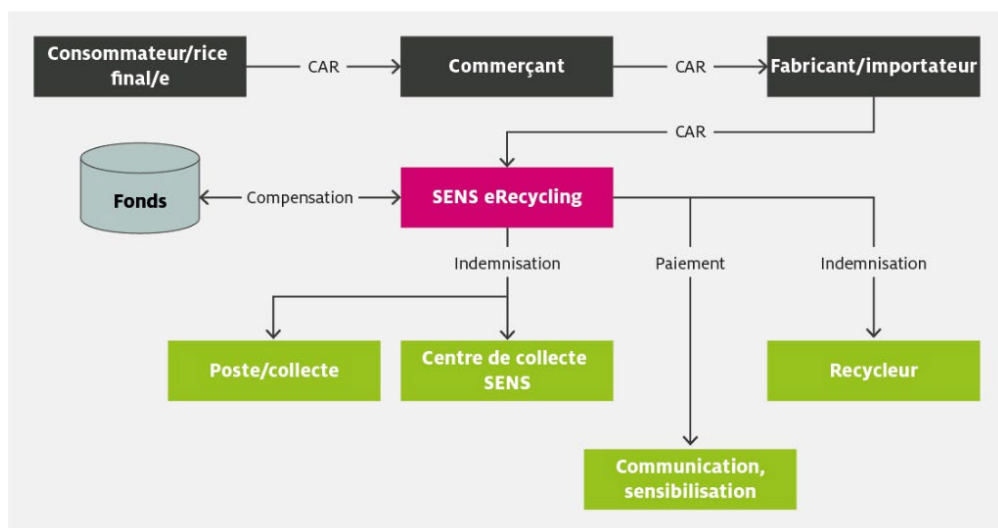 Consommateur/rice
final/e
CAR
Commerçant
CAR
Fabricant/importateur
CAR
Fonds
Compensation
SENS eRecycling
Indemnisation
Paiement
Indemnisation
Poste/collecte
Centre de collecte
SENS
Recycleur
Communication,
sensibilisation